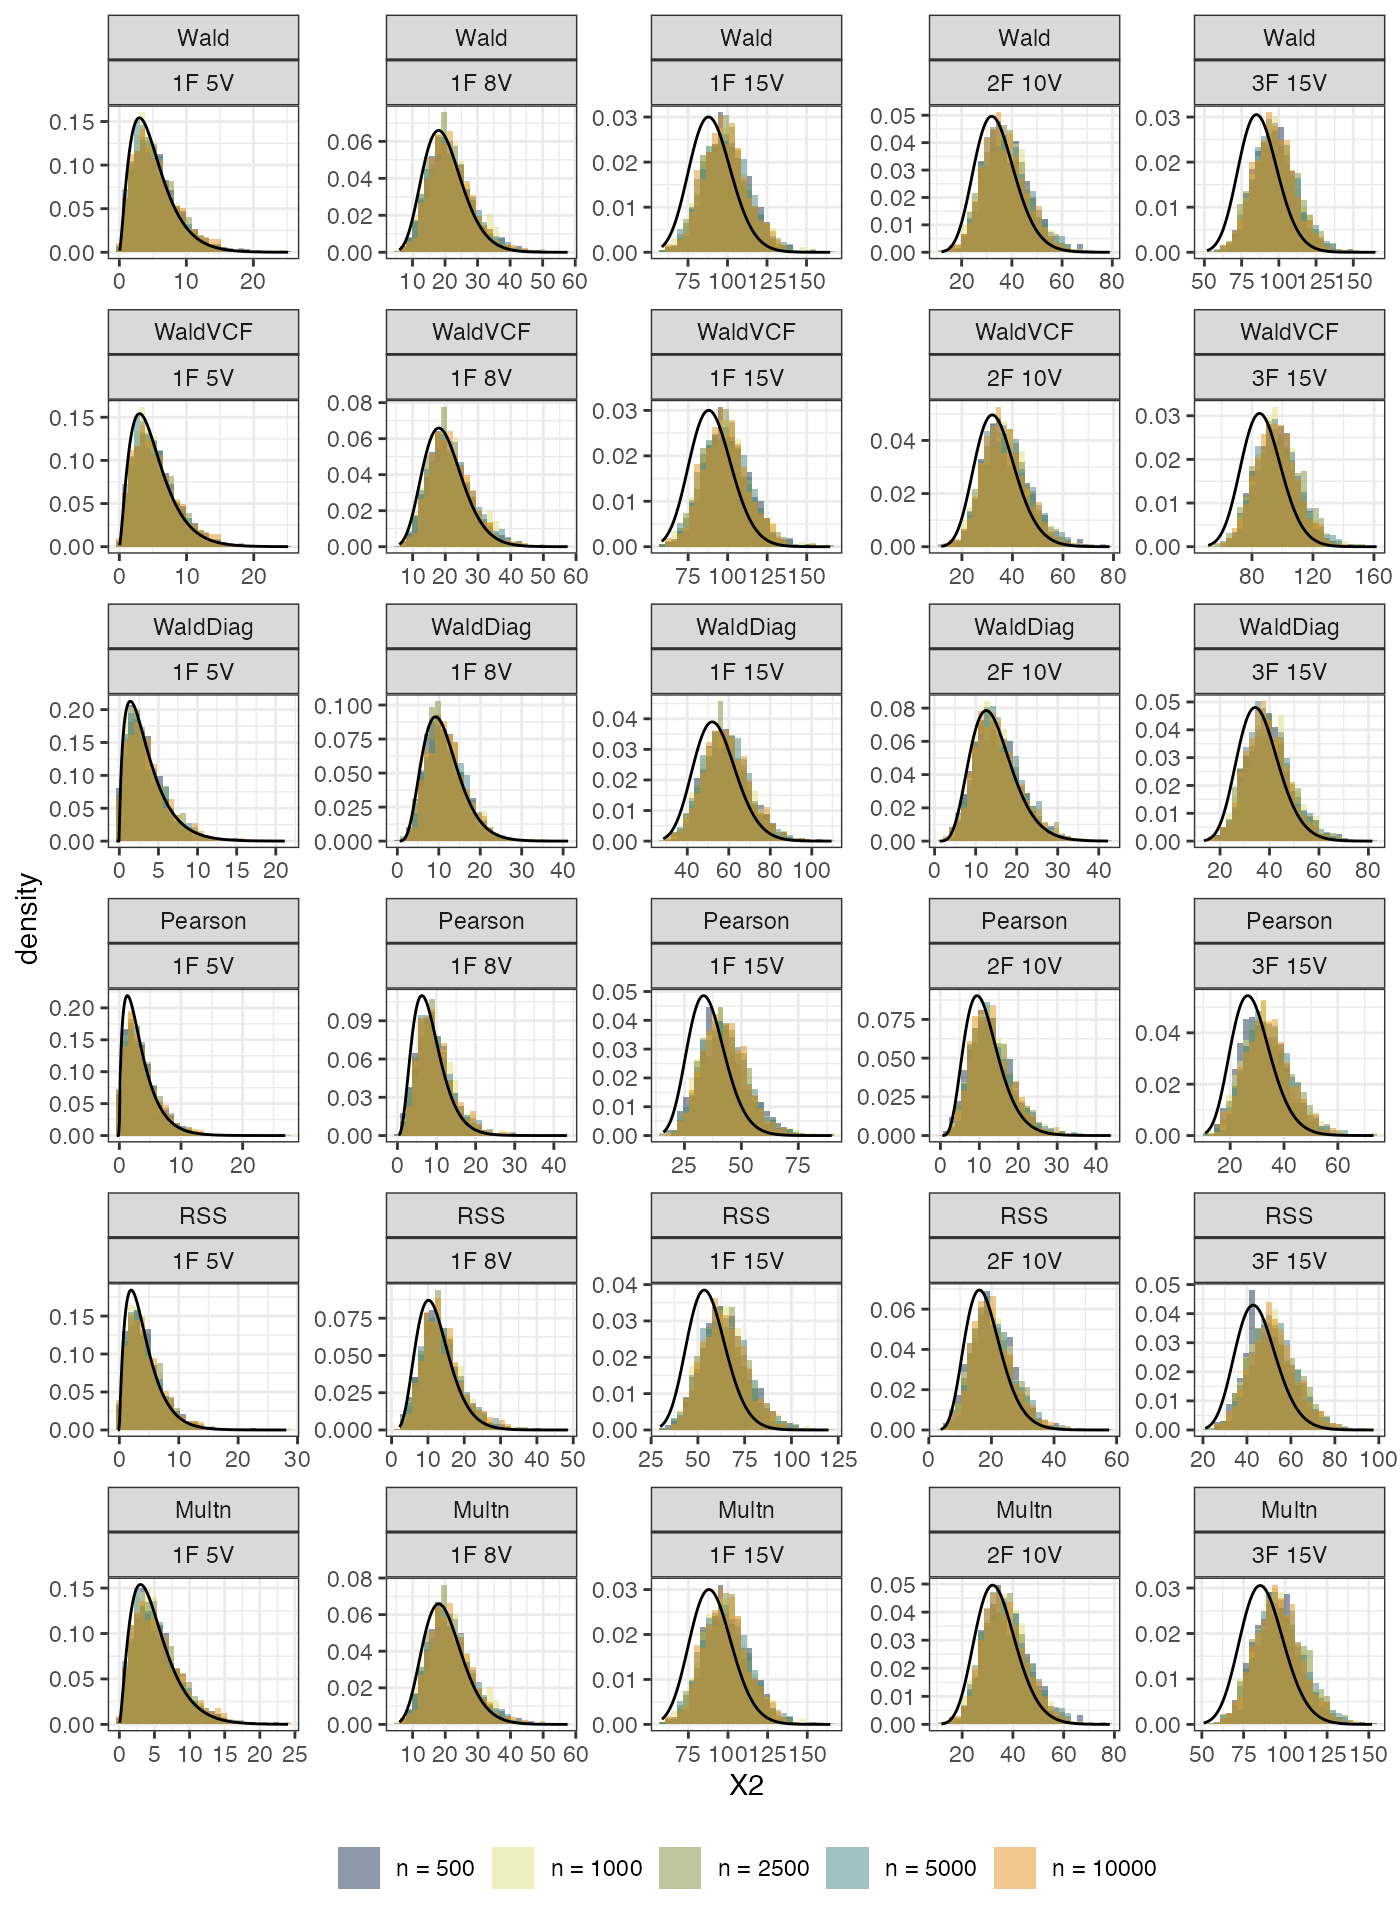 Wald Wald Wald Wald Wald
1F 5V 1F 8V 1F 15V 2F 10V 3F 15V
0.15 0.10 0.05 0.00 0.06 0.04 0.02 0.00 0.03 0.02 0.01 0.00 0.05 0.04 0.03 0.02 0.01 0.00 0.03 0.02 0.01 0.00
0 10 20 10 20 30 40 50 60 75 100 125 150 20 40 60 80 50 75 100 125 150
WaldVCF WaldVCF WaldVCF WaldVCF WaldVCF
1F 5V 1F 8V 1F 15V 2F 10V 3F 15V
0.15 0.10 0.05 0.00 0.08 0.06 0.04 0.02 0.00 0.03 0.02 0.01 0.00 0.04 0.02 0.00 0.03 0.02 0.01 0.00
0 10 20 10 20 30 40 50 60 75 100 125 150 20 40 60 80 80 120 160
WaldDiag WaldDiag WaldDiag WaldDiag WaldDiag
1F 5V 1F 8V 1F 15V 2F 10V 3F 15V
0.20 0.15 0.10 0.05 0.00 0.100 0.075 0.050 0.025 0.000 0.04 0.03 0.02 0.01 0.00 0.08 0.06 0.04 0.02 0.00 0.05 0.04 0.03 0.02 0.01 0.00
0 5 10 15 20 0 10 20 30 40 40 60 80 100 0 10 20 30 40 20 40 60 80
density
Pearson Pearson Pearson Pearson Pearson
1F 5V 1F 8V 1F 15V 2F 10V 3F 15V
0.20 0.15 0.10 0.05 0.00 0.09 0.06 0.03 0.00 0.05 0.04 0.03 0.02 0.01 0.00 0.075 0.050 0.025 0.000 0.04 0.02 0.00
0 10 20 0 10 20 30 40 25 50 75 0 10 20 30 40 20 40 60
RSS RSS RSS RSS RSS
1F 5V 1F 8V 1F 15V 2F 10V 3F 15V
0.15 0.10 0.05 0.00 0.075 0.050 0.025 0.000 0.04 0.03 0.02 0.01 0.00 0.06 0.04 0.02 0.00 0.05 0.04 0.03 0.02 0.01 0.00
0 10 20 30 0 10 20 30 40 50 25 50 75 100 125 0 20 40 60 20 40 60 80 100
Multn Multn Multn Multn Multn
1F 5V 1F 8V 1F 15V 2F 10V 3F 15V
0.15 0.10 0.05 0.00 0.08 0.06 0.04 0.02 0.00 0.03 0.02 0.01 0.00 0.05 0.04 0.03 0.02 0.01 0.00 0.03 0.02 0.01 0.00
0 5 10 15 20 25 10 20 30 40 50 60 75 100 125 150 20 40 60 80 50 75 100 125 150
X2
n = 500 n = 1000 n = 2500 n = 5000 n = 10000